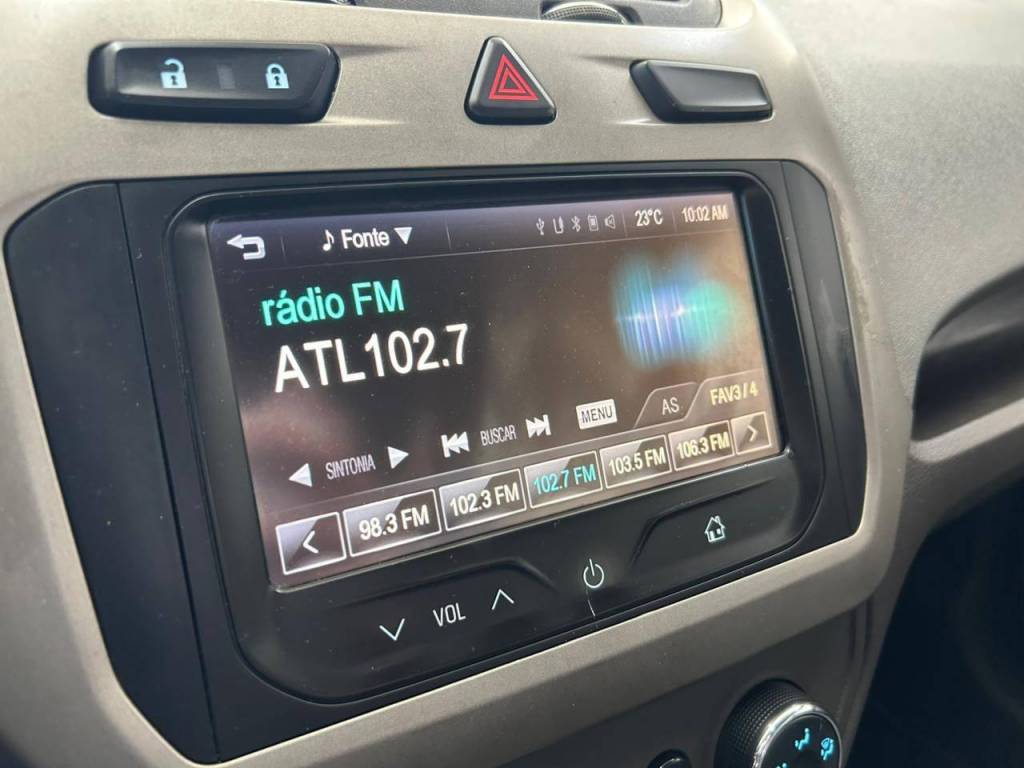 Fonte 23°C 10:02 AM
rádio FM
ATL102.7
SINTONIA BUSCAR MENU AS FAV3/4
98.3 FM 102.3 FM 102.7 FM 103.5 FM 106.3 FM
VOL